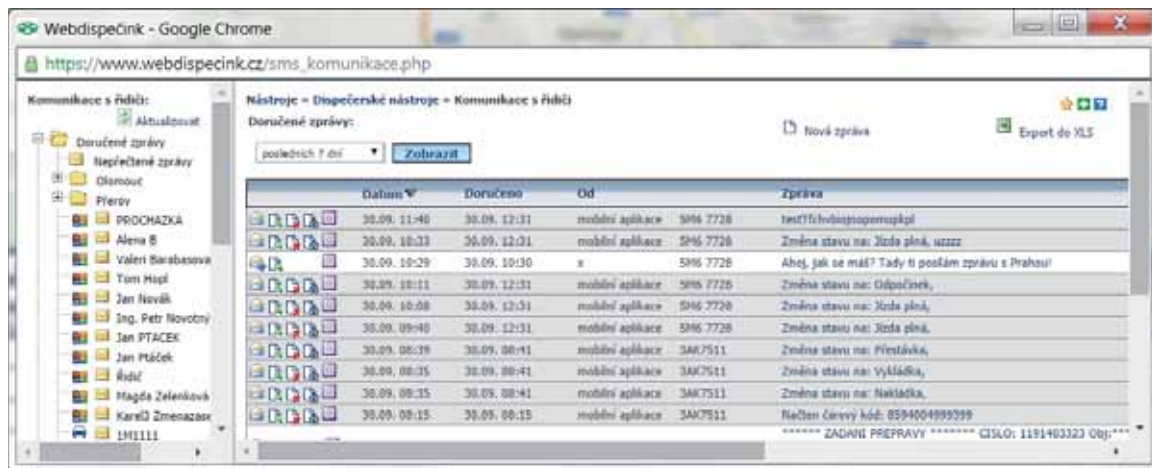 Webdispečink - Google Chrome
https://www.webdispecink.cz/sms_komunikace.php
Komunikace s řidiči:
Aktualizovat
Doručené zprávy
Nepřečtené zprávy
Olomouc
Přerov
PROCHAZKA
Alena B
Valeri Barabasova
Tom Hopl
Jan Novák
Ing. Petr Novotný
Jan PTACEK
Jan Ptáček
Řidič
Magda Zelenková
Karel3 Zmenazase
1M1111
Nástroje » Dispečerské nástroje » Komunikace s řidiči
Doručené zprávy:
Nová zpráva
Export do XLS
posledních 7 dní Zobrazit
Datum Doručeno Od Zpráva
30.09. 11:40 30.09. 12:31 mobilní aplikace 5M6 7728
30.09. 10:33 30.09. 12:31 mobilní aplikace 5M6 7728 Změna stavu na: Jízda plná, uzzzz
30.09. 10:29 30.09. 10:30 x 5M6 7728 Ahoj, jak se máš? Tady ti posílám zprávu s Prahou!
30.09. 10:11 30.09. 12:31 mobilní aplikace 5M6 7728 Změna stavu na: Odpočinek,
30.09. 10:08 30.09. 12:31 mobilní aplikace 5M6 7728 Změna stavu na: Jízda plná,
30.09. 09:40 30.09. 12:31 mobilní aplikace 5M6 7728 Změna stavu na: Jízda plná,
30.09. 08:39 30.09. 08:41 mobilní aplikace 3AK7511 Změna stavu na: Přestávka,
30.09. 08:35 30.09. 08:41 mobilní aplikace 3AK7511 Změna stavu na: Vykládka,
30.09. 08:35 30.09. 08:41 mobilní aplikace 3AK7511 Změna stavu na: Nakládka,
30.09. 08:15 30.09. 08:15 mobilní aplikace 3AK7511 Načten čárový kód: 8594004999399
****** ZADANI PREPRAVY ******* CISLO: 1191403323 Obj:***